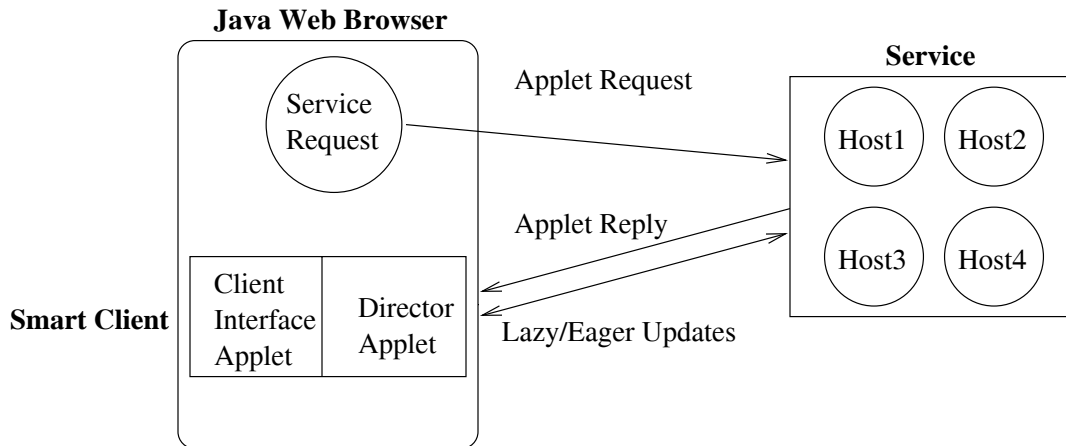 Java Web Browser
Service
Request
Applet Request
Service
Host1
Host2
Applet Reply
Host3
Host4
Smart Client
Client
Interface
Applet
Director
Applet
Lazy/Eager Updates